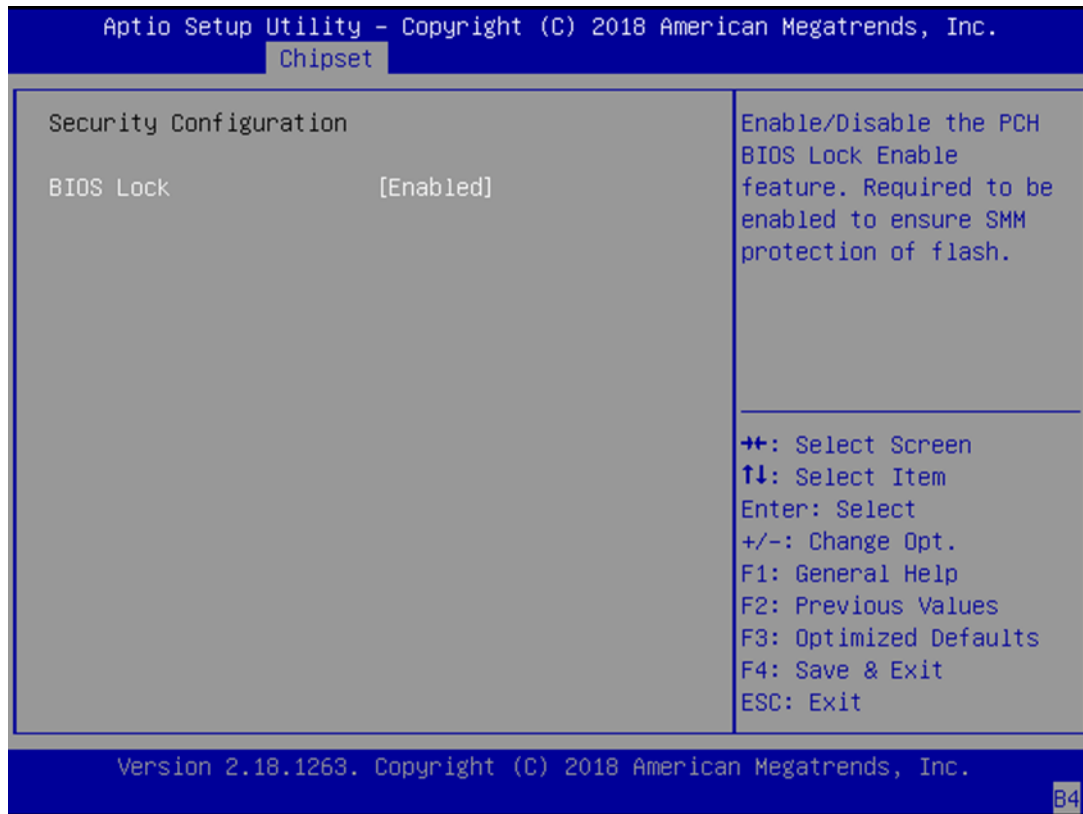 Aptio Setup Utility – Copyright (C) 2018 American Megatrends, Inc.
Chipset
Security Configuration
BIOS Lock [Enabled]
Enable/Disable the PCH
BIOS Lock Enable
feature. Required to be
enabled to ensure SMM
protection of flash.
→←: Select Screen
↑↓: Select Item
Enter: Select
+/-: Change Opt.
F1: General Help
F2: Previous Values
F3: Optimized Defaults
F4: Save & Exit
ESC: Exit
Version 2.18.1263. Copyright (C) 2018 American Megatrends, Inc.
B4